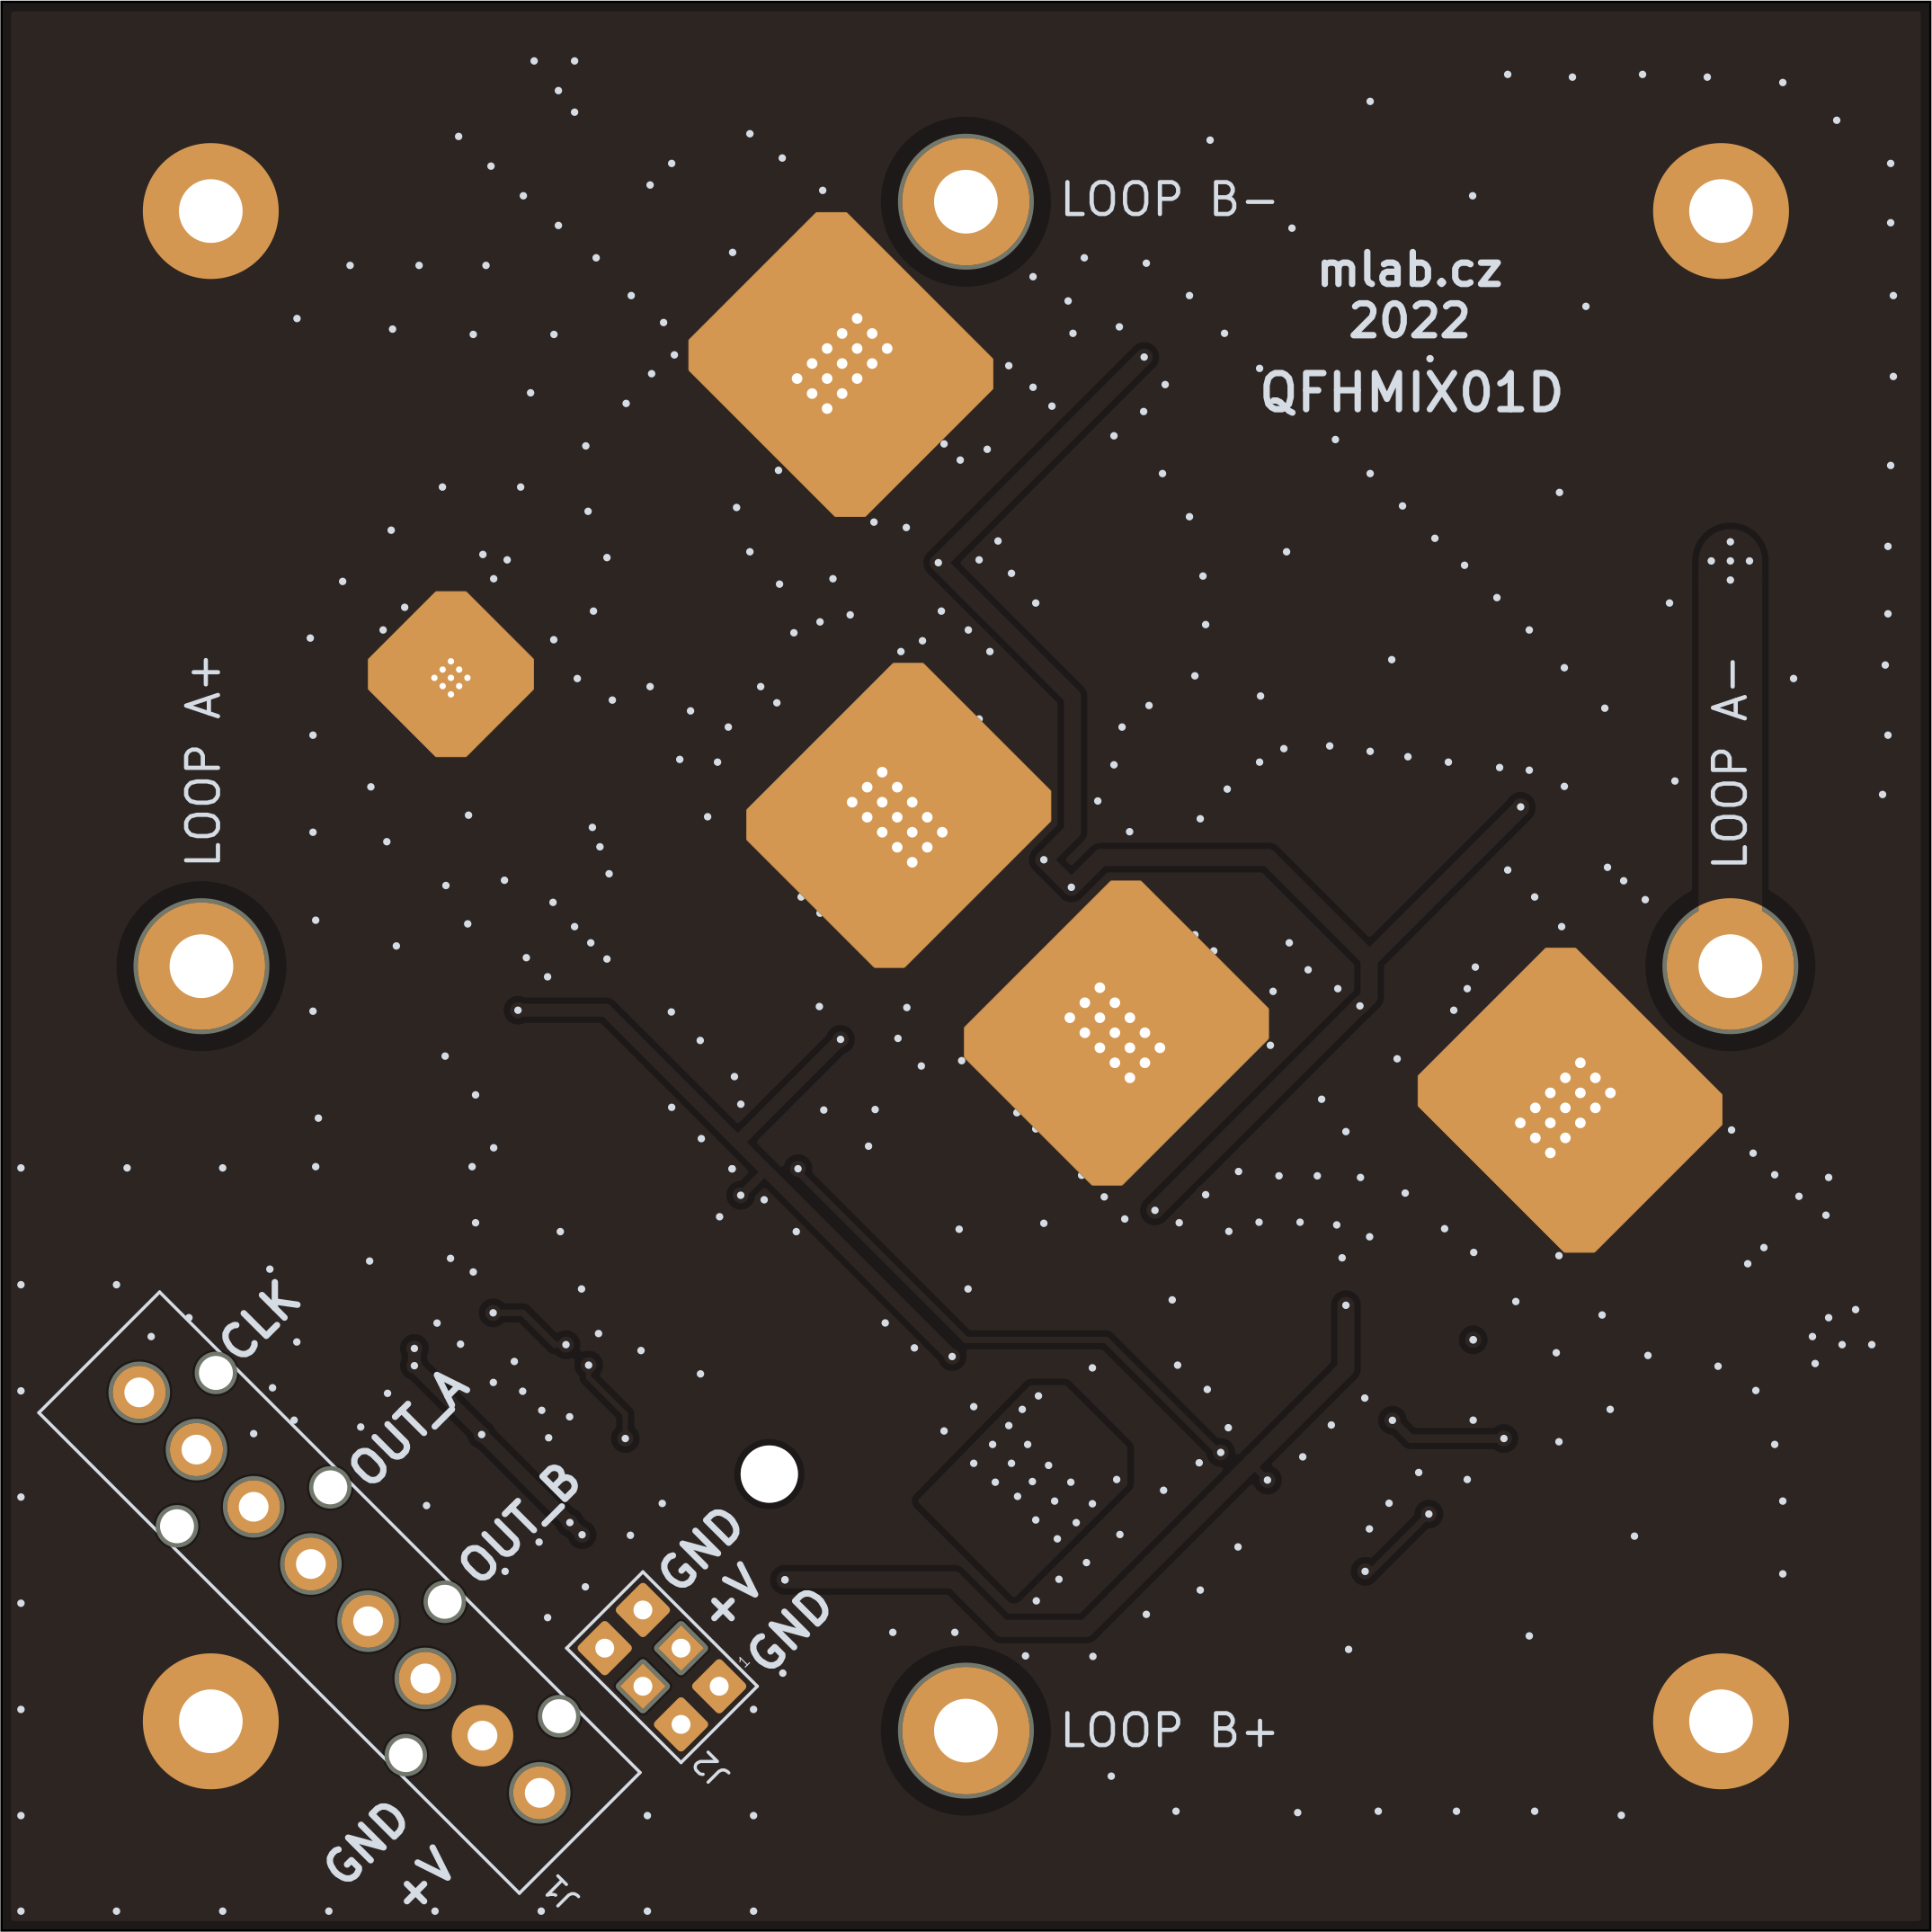 LOOP B-
mlab.cz
2022
QFHMIX01D
LOOP A+
LOOP A-
CLK
OUT_A
OUT_B
GND
+V
GND
1
J2
LOOP B+
GND
+V
J1